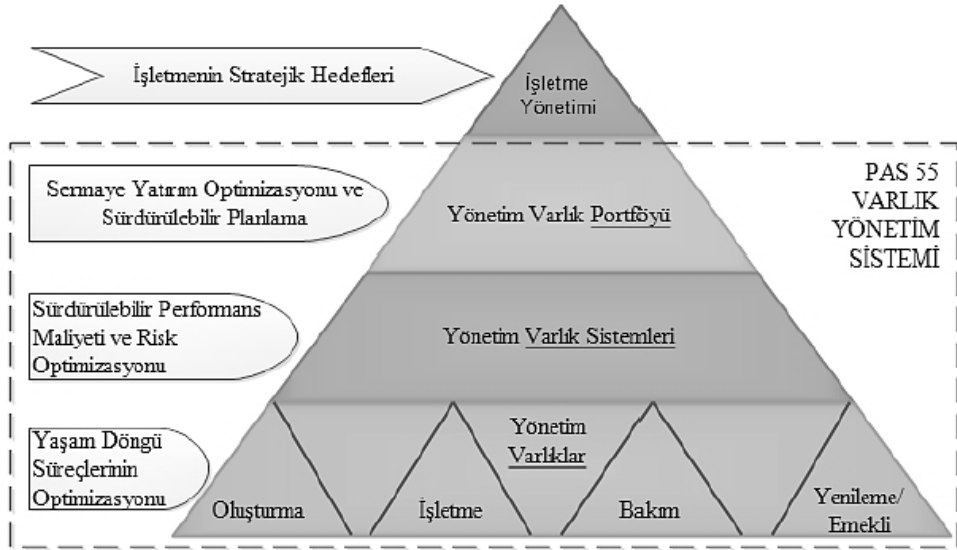 İşletmenin Stratejik Hedefleri
İşletme
Yönetimi
Sermaye Yatırım Optimizasyonu ve
Sürdürülebilir Planlama
Yönetim Varlık Portföyü
PAS 55
VARLIK
YÖNETİM
SİSTEMİ
Sürdürülebilir Performans
Maliyeti ve Risk
Optimizasyonu
Yönetim Varlık Sistemleri
Yaşam Döngü
Süreçlerinin
Optimizasyonu
Yönetim
Varlıklar
Oluşturma
İşletme
Bakım
Yenileme/
Emekli